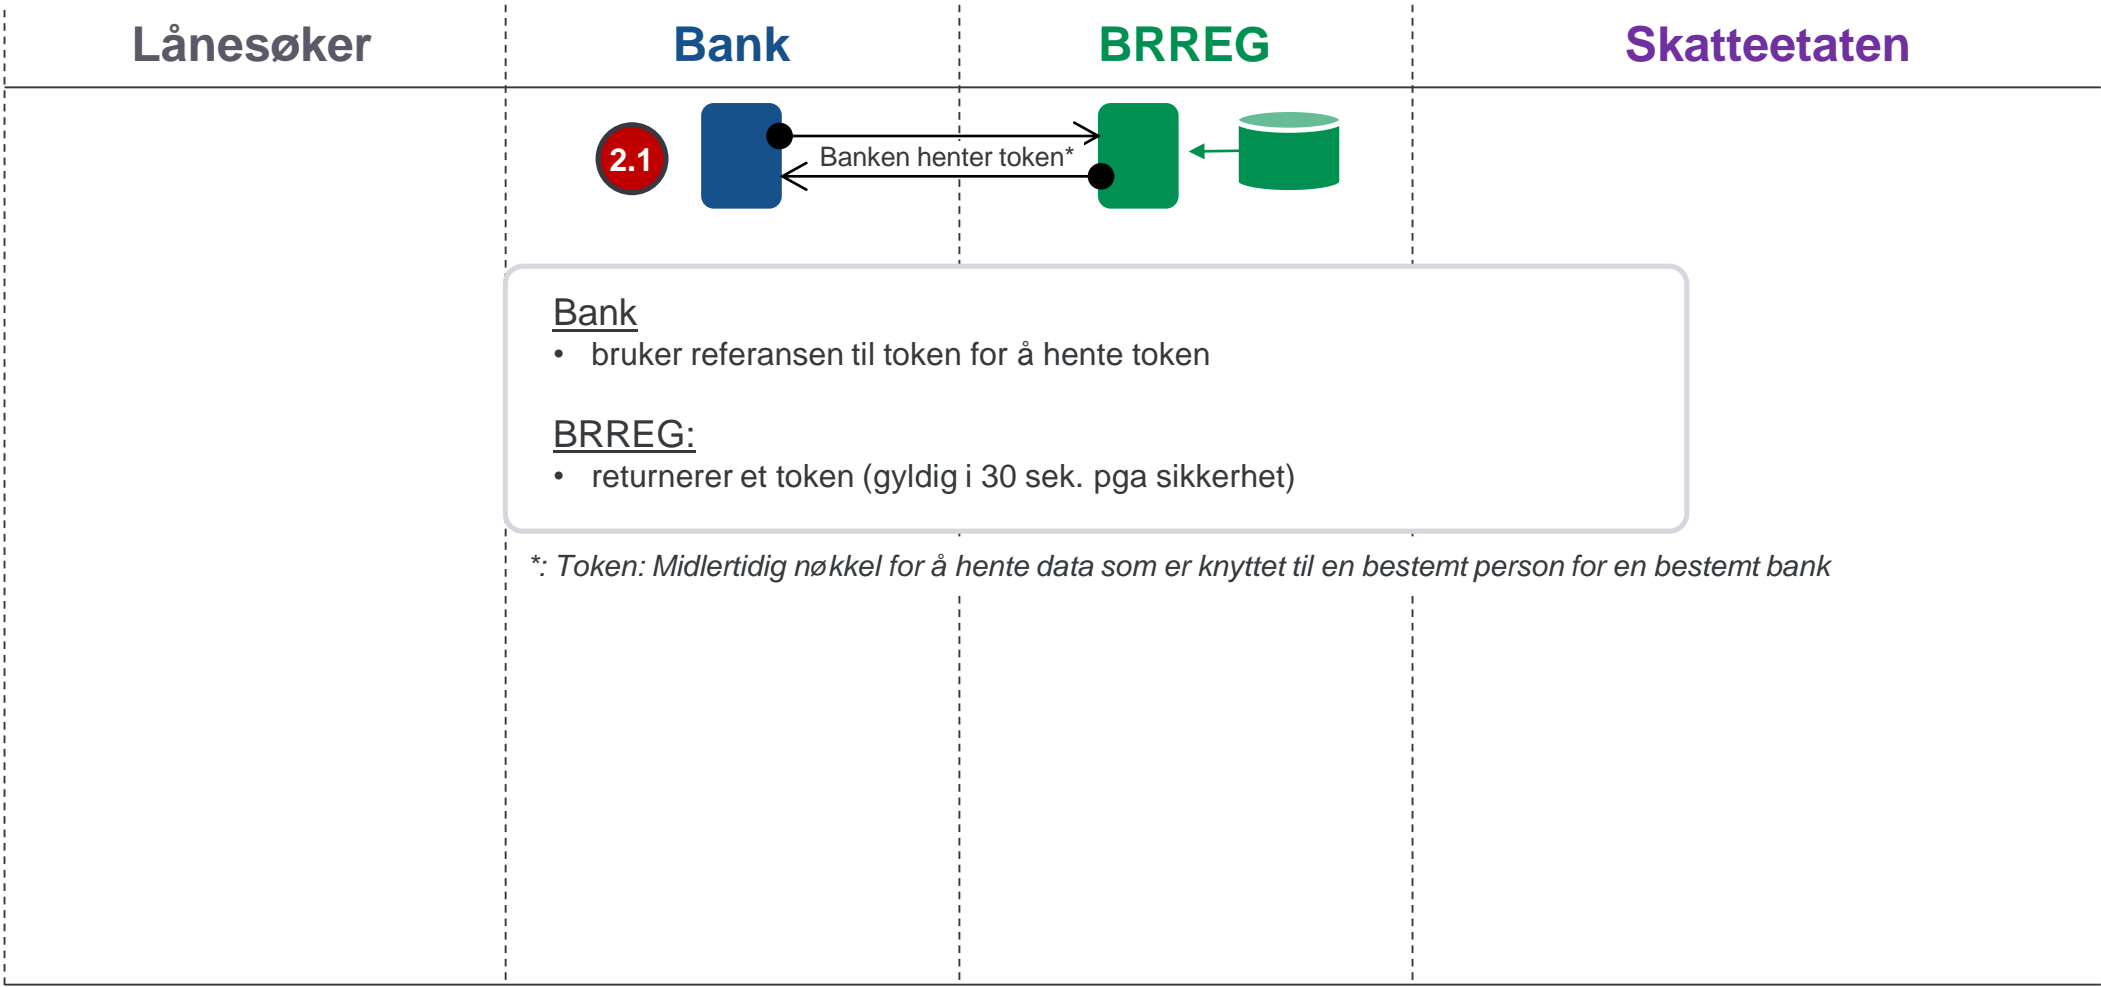 Lånesøker
Bank
BRREG
Skatteetaten
2.1
Banken henter token*
Bank
• bruker referansen til token for å hente token
BRREG:
• returnerer et token (gyldig i 30 sek. pga sikkerhet)
*: Token: Midlertidig nøkkel for å hente data som er knyttet til en bestemt person for en bestemt bank